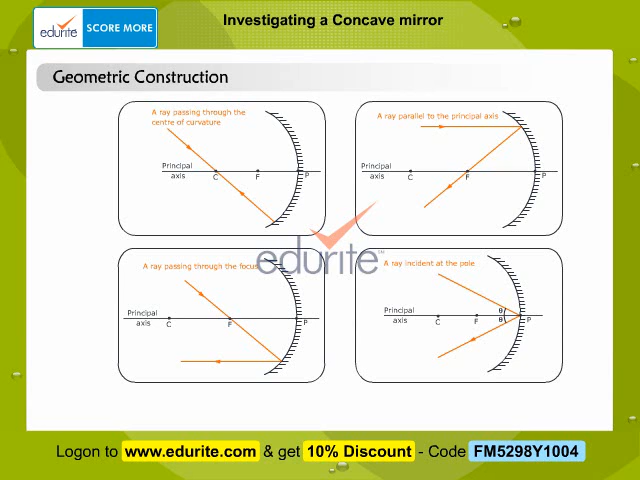 Investigating a Concave mirror
edurite
SCORE MORE
Geometric Construction
A ray passing through the
centre of curvature
Principal
axis
C
F
P
A ray parallel to the principal axis
Principal
axis
C
F
P
edurite™
A ray passing through the focus
Principal
axis
C
F
P
A ray incident at the pole
Principal
axis
C
F
θ
θ
P
Logon to www.edurite.com & get 10% Discount - Code FM5298Y1004